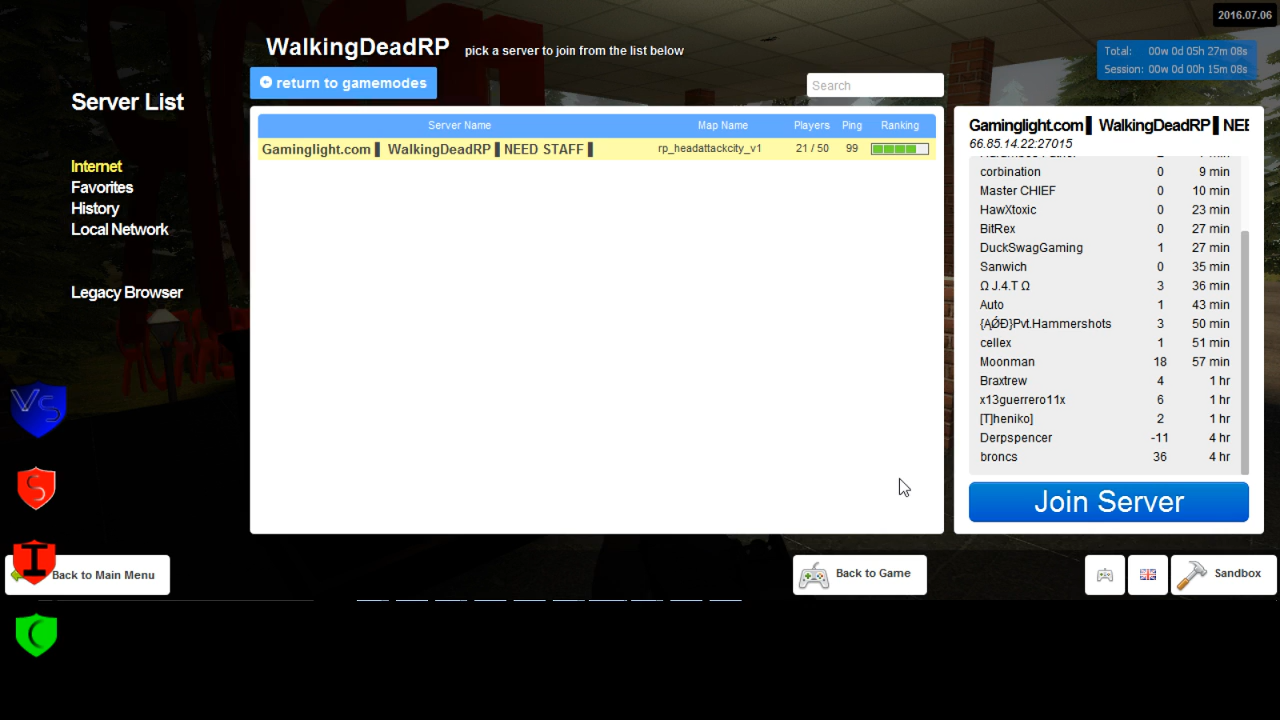 2016.07.06
WalkingDeadRP pick a server to join from the list below
Total: 00w 0d 05h 27m 08s
Session: 00w 0d 00h 15m 08s
return to gamemodes
Search
Server List
Internet
Favorites
History
Local Network
Legacy Browser
Server Name Map Name Players Ping Ranking
Gaminglight.com ▌ WalkingDeadRP ▌NEED STAFF ▌ rp_headattackcity_v1 21 / 50 99
Gaminglight.com ▌ WalkingDeadRP ▌NEE
66.85.14.22:27015
corbination 0 9 min
Master CHIEF 0 10 min
HawXtoxic 0 23 min
BitRex 0 27 min
DuckSwagGaming 1 27 min
Sanwich 0 35 min
Ω J.4.T Ω 3 36 min
Auto 1 43 min
{ĄǾĐ}Pvt.Hammershots 3 50 min
cellex 1 51 min
Moonman 18 57 min
Braxtrew 4 1 hr
x13guerrero11x 6 1 hr
[T]heniko] 2 1 hr
Derpspencer -11 4 hr
broncs 36 4 hr
Join Server
VS
S
I
C
Back to Main Menu
Back to Game
Sandbox